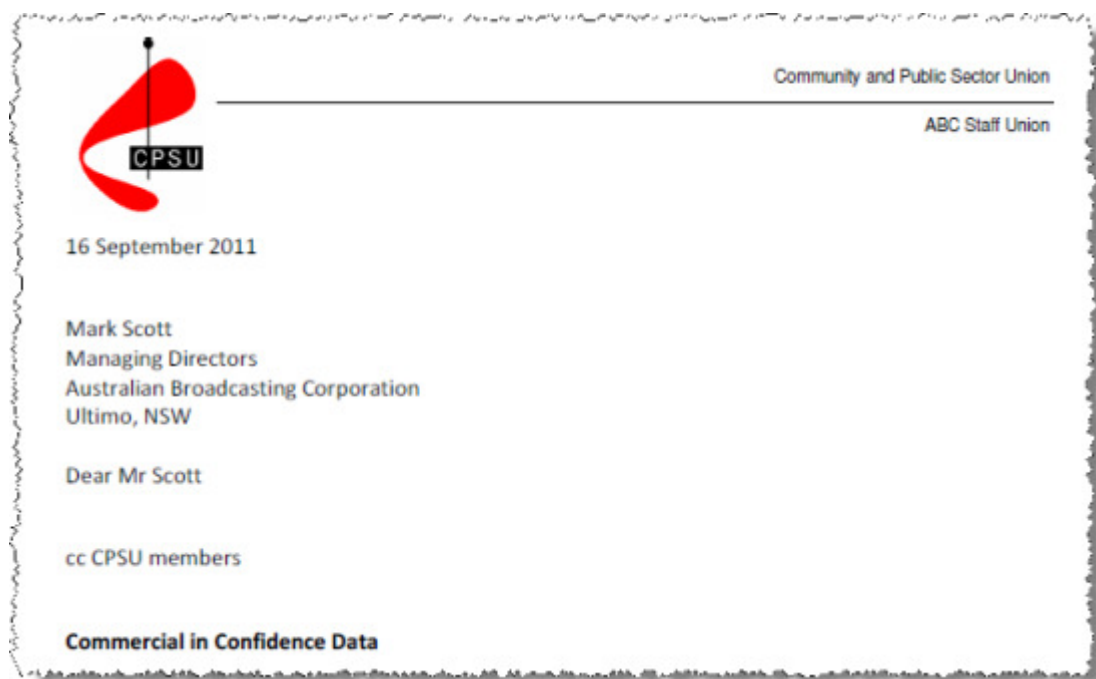 Community and Public Sector Union
ABC Staff Union
CPSU
16 September 2011
Mark Scott
Managing Directors
Australian Broadcasting Corporation
Ultimo, NSW
Dear Mr Scott
cc CPSU members
Commercial in Confidence Data